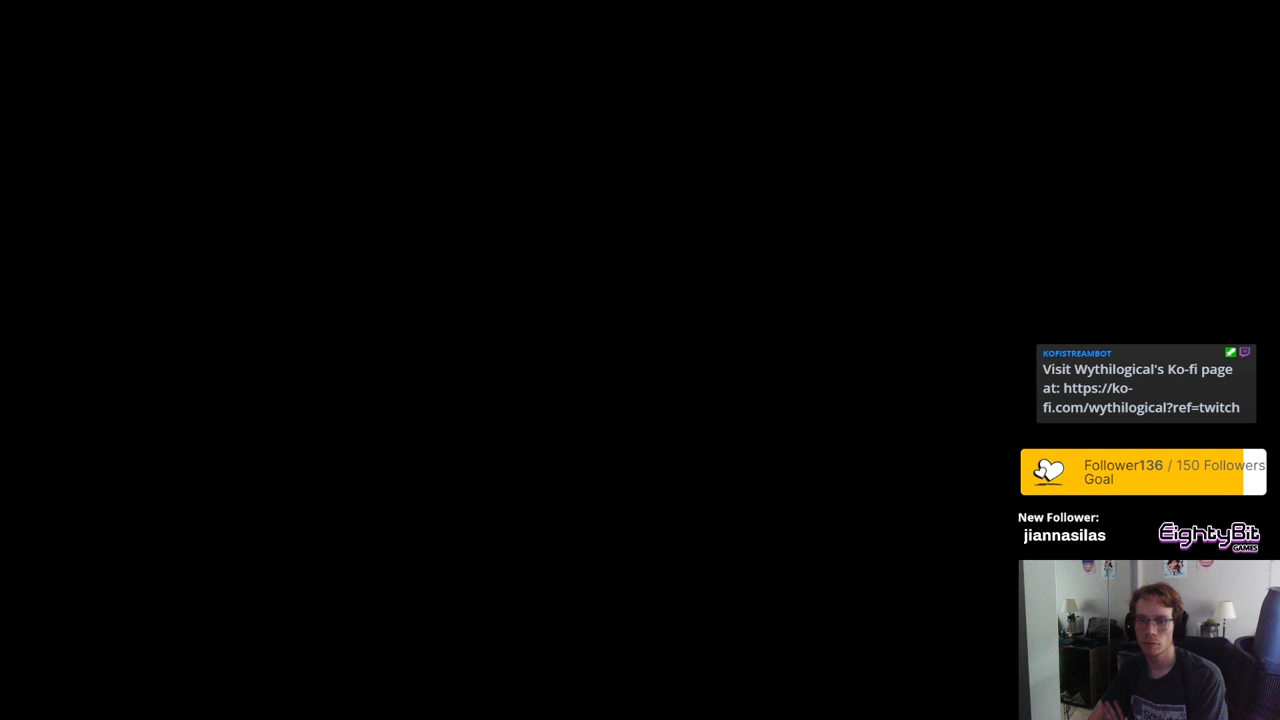 KOFISTREAMBOT
Visit Wythilogical's Ko-fi page
at: https://ko-
fi.com/wythilogical?ref=twitch
Follower136 / 150 Followers
Goal
New Follower:
jiannasilas
EightyBit
GAMES